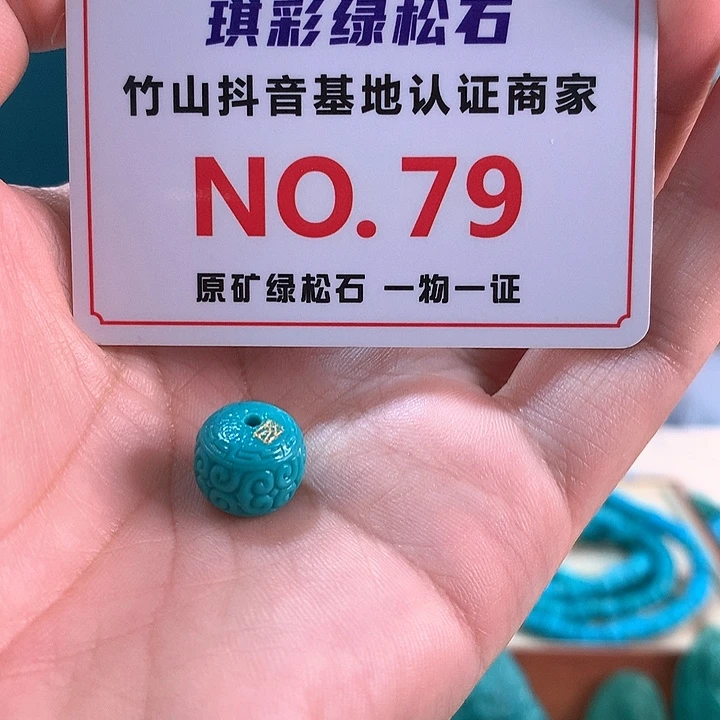 琪彩绿松石
竹山抖音基地认证商家
NO. 79
原矿绿松石 一物一证